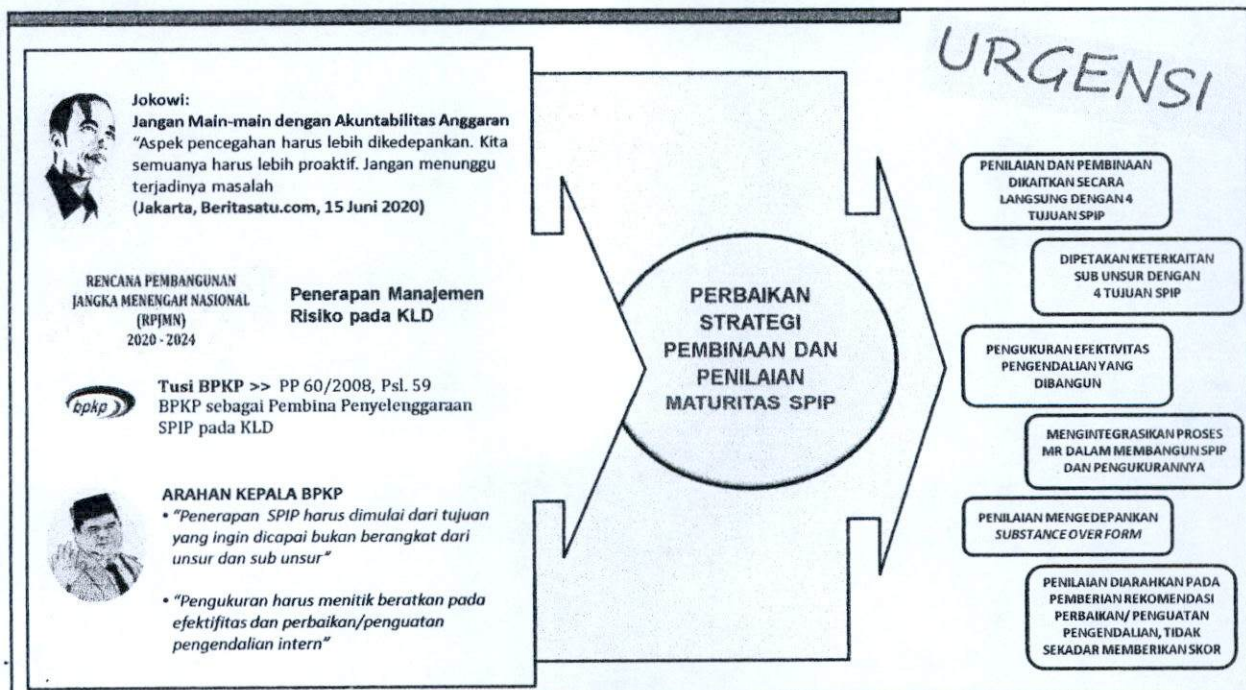 URGENSI
Jokowi:
Jangan Main-main dengan Akuntabilitas Anggaran
“Aspek pencegahan harus lebih dikedepankan. Kita
semuanya harus lebih proaktif. Jangan menunggu
terjadinya masalah
(Jakarta, Beritasatu.com, 15 Juni 2020)
RENCANA PEMBANGUNAN
JANGKA MENENGAH NASIONAL
(RPJMN)
2020 - 2024
Penerapan Manajemen
Risiko pada KLD
bpkp
Tusi BPKP >> PP 60/2008, Psl. 59
BPKP sebagai Pembina Penyelenggaraan
SPIP pada KLD
ARAHAN KEPALA BPKP
• “Penerapan SPIP harus dimulai dari tujuan
yang ingin dicapai bukan berangkat dari
unsur dan sub unsur”
• “Pengukuran harus menitik beratkan pada
efektifitas dan perbaikan/penguatan
pengendalian intern”
PERBAIKAN
STRATEGI
PEMBINAAN DAN
PENILAIAN
MATURITAS SPIP
PENILAIAN DAN PEMBINAAN
DIKAITKAN SECARA
LANGSUNG DENGAN 4
TUJUAN SPIP
DIPETAKAN KETERKAITAN
SUB UNSUR DENGAN
4 TUJUAN SPIP
PENGUKURAN EFEKTIVITAS
PENGENDALIAN YANG
DIBANGUN
MENGINTEGRASIKAN PROSES
MR DALAM MEMBANGUN SPIP
DAN PENGUKURANNYA
PENILAIAN MENGEDEPANKAN
SUBSTANCE OVER FORM
PENILAIAN DIARAHKAN PADA
PEMBERIAN REKOMENDASI
PERBAIKAN/ PENGUATAN
PENGENDALIAN, TIDAK
SEKADAR MEMBERIKAN SKOR